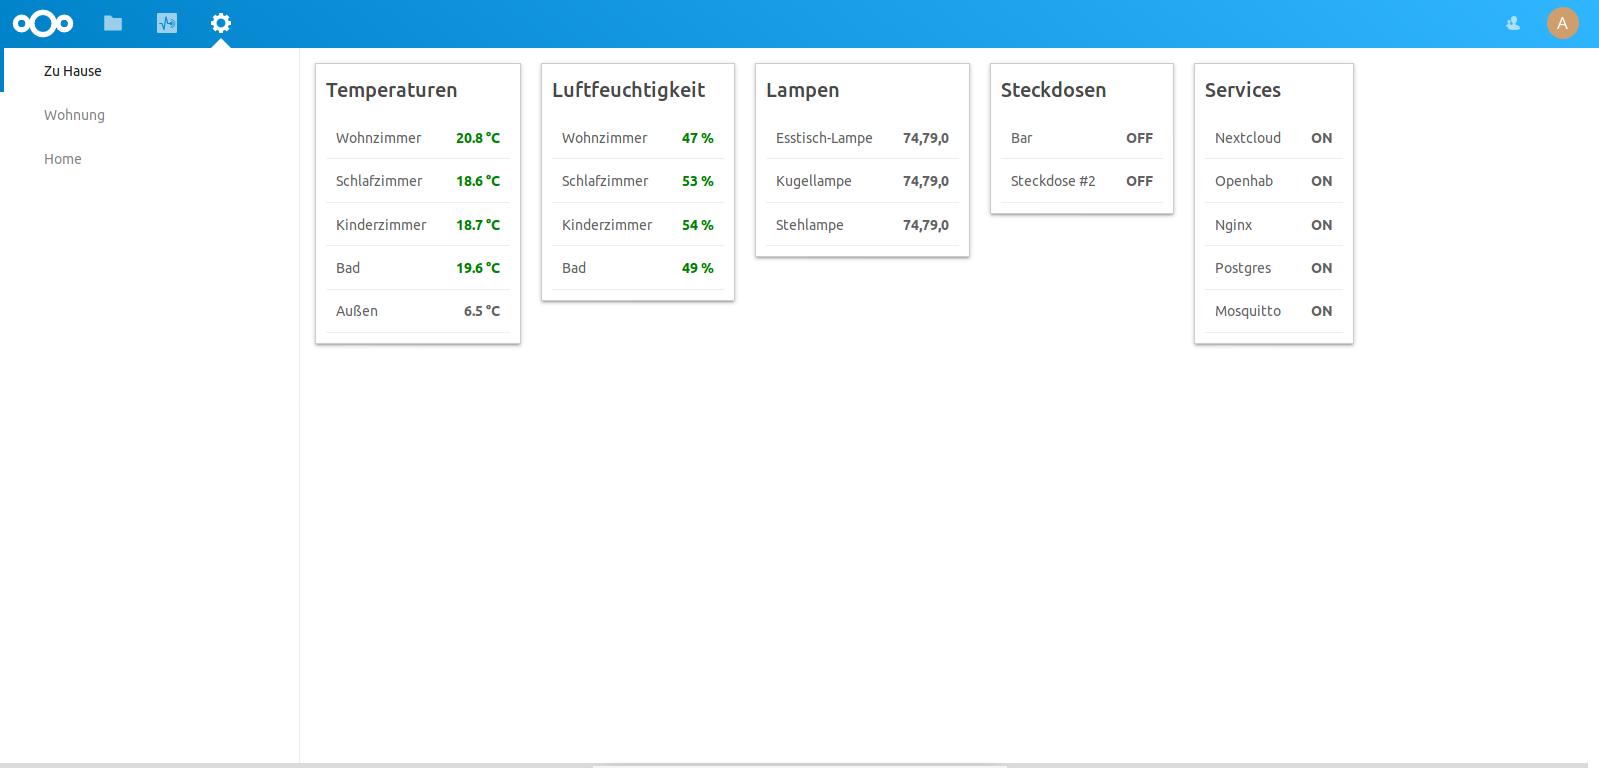 A
Zu Hause
Wohnung
Home
Temperaturen
Wohnzimmer 20.8 °C
Schlafzimmer 18.6 °C
Kinderzimmer 18.7 °C
Bad 19.6 °C
Außen 6.5 °C
Luftfeuchtigkeit
Wohnzimmer 47 %
Schlafzimmer 53 %
Kinderzimmer 54 %
Bad 49 %
Lampen
Esstisch-Lampe 74,79,0
Kugellampe 74,79,0
Stehlampe 74,79,0
Steckdosen
Bar OFF
Steckdose #2 OFF
Services
Nextcloud ON
Openhab ON
Nginx ON
Postgres ON
Mosquitto ON